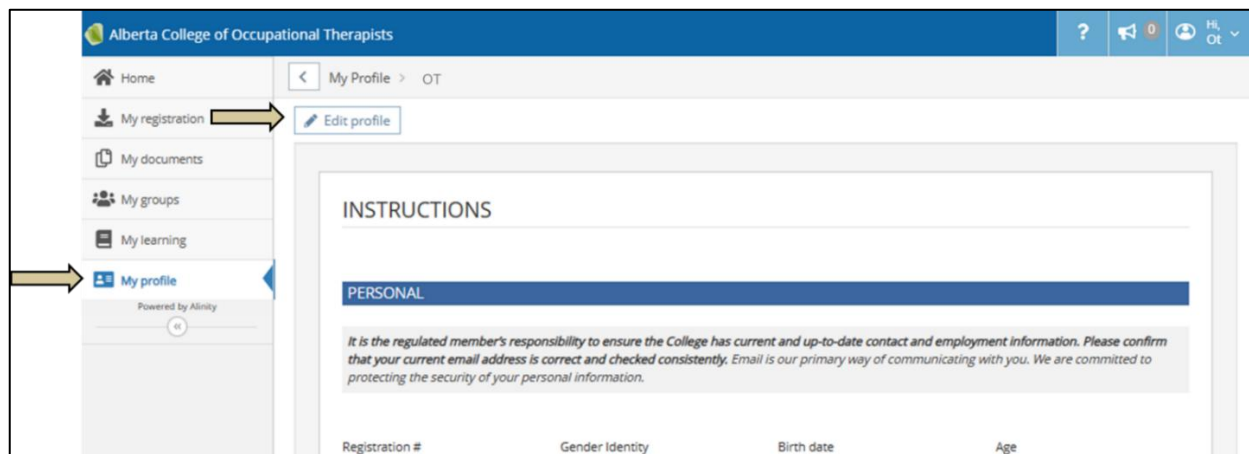 Alberta College of Occupational Therapists
?
0
Hi,
Ot
Home
My registration
My documents
My groups
My learning
My profile
Powered by Alinity
My Profile > OT
Edit profile
INSTRUCTIONS
PERSONAL
It is the regulated member's responsibility to ensure the College has current and up-to-date contact and employment information. Please confirm
that your current email address is correct and checked consistently. Email is our primary way of communicating with you. We are committed to
protecting the security of your personal information.
Registration # Gender Identity Birth date Age